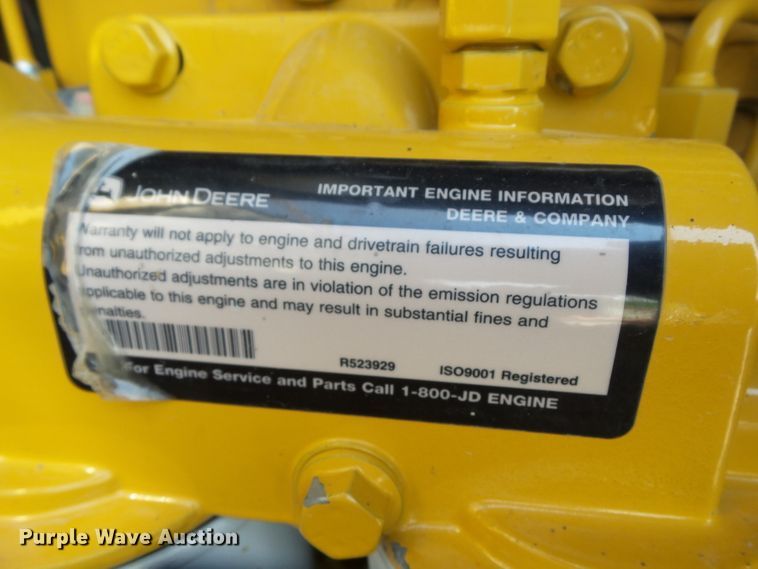 JOHN DEERE
IMPORTANT ENGINE INFORMATION
DEERE & COMPANY
Warranty will not apply to engine and drivetrain failures resulting
from unauthorized adjustments to this engine.
Unauthorized adjustments are in violation of the emission regulations
applicable to this engine and may result in substantial fines and
penalties.
R523929 ISO9001 Registered
For Engine Service and Parts Call 1-800-JD ENGINE
Purple Wave Auction